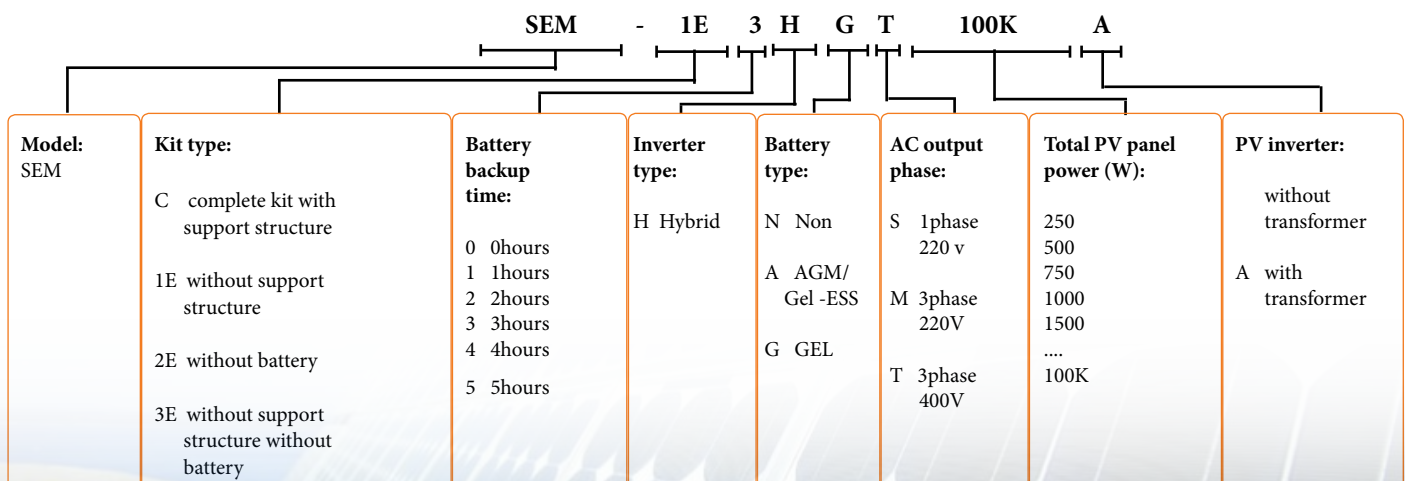 SEM - 1E 3 H G T 100K A
Model:
SEM
Kit type:
C complete kit with
support structure
1E without support
structure
2E without battery
3E without support
structure without
battery
Battery
backup
time:
0 0hours
1 1hours
2 2hours
3 3hours
4 4hours
5 5hours
Inverter
type:
H Hybrid
Battery
type:
N Non
A AGM/
Gel -ESS
G GEL
AC output
phase:
S 1phase
220 v
M 3phase
220V
T 3phase
400V
Total PV panel
power (W):
250
500
750
1000
1500
....
100K
PV inverter:
without
transformer
A with
transformer